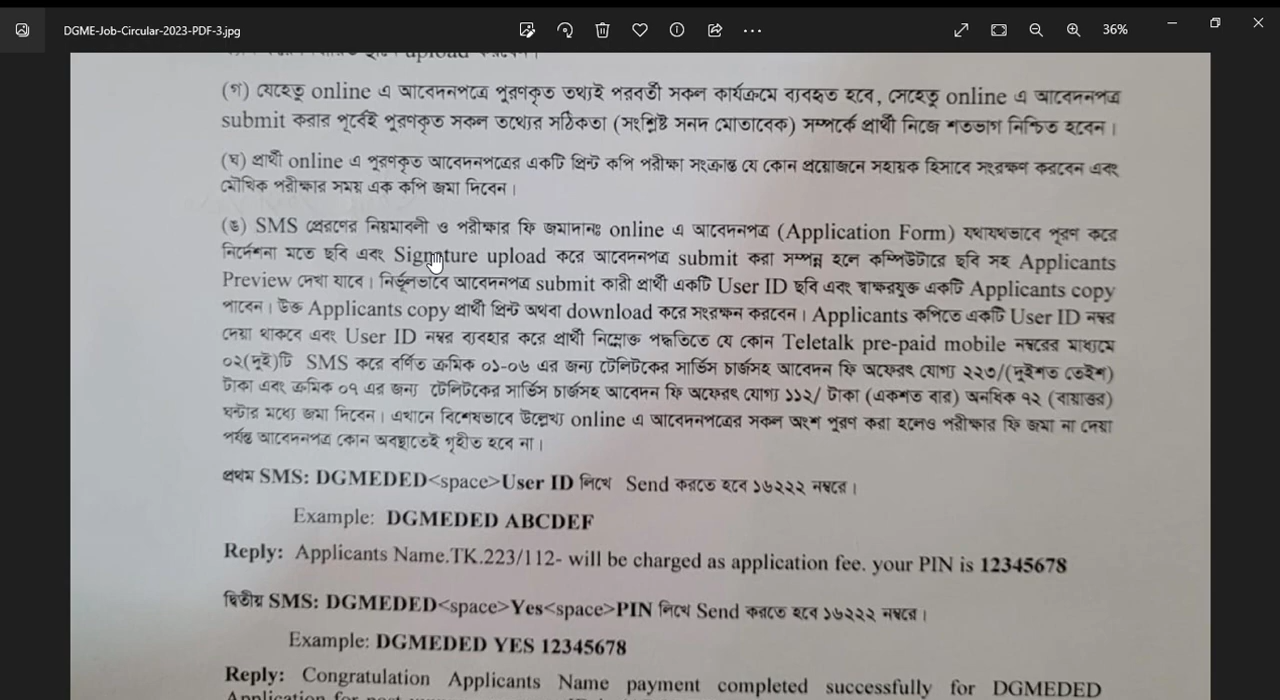 DGME-Job-Circular-2023-PDF-3.jpg
36%
upload করবেন।
(গ) যেহেতু online এ আবেদনপত্রে পূরণকৃত তথ্যই পরবর্তী সকল কার্যক্রমে ব্যবহৃত হবে, সেহেতু online এ আবেদনপত্র
submit করার পূর্বেই পূরণকৃত সকল তথ্যের সঠিকতা (সংশ্লিষ্ট সনদ মোতাবেক) সম্পর্কে প্রার্থী নিজে শতভাগ নিশ্চিত হবেন।
(ঘ) প্রার্থী online এ পূরণকৃত আবেদনপত্রের একটি প্রিন্ট কপি পরীক্ষা সংক্রান্ত যে কোন প্রয়োজনে সহায়ক হিসাবে সংরক্ষণ করবেন এবং
মৌখিক পরীক্ষার সময় এক কপি জমা দিবেন।
(ঙ) SMS প্রেরণের নিয়মাবলী ও পরীক্ষার ফি জমাদানঃ online এ আবেদনপত্র (Application Form) যথাযথভাবে পূরণ করে
নির্দেশনা মতে ছবি এবং Signature upload করে আবেদনপত্র submit করা সম্পন্ন হলে কম্পিউটারে ছবি সহ Applicants
Preview দেখা যাবে। নির্ভূলভাবে আবেদনপত্র submit কারী প্রার্থী একটি User ID ছবি এবং স্বাক্ষরযুক্ত একটি Applicants copy
পাবেন। উক্ত Applicants copy প্রার্থী প্রিন্ট অথবা download করে সংরক্ষন করবেন। Applicants কপিতে একটি User ID নম্বর
দেয়া থাকবে এবং User ID নম্বর ব্যবহার করে প্রার্থী নিম্নোক্ত পদ্ধতিতে যে কোন Teletalk pre-paid mobile নম্বরের মাধ্যমে
০২(দুই)টি SMS করে বর্ণিত ক্রমিক ০১-০৬ এর জন্য টেলিটকের সার্ভিস চার্জসহ আবেদন ফি অফেরৎ যোগ্য ২২৩/(দুইশত তেইশ)
টাকা এবং ক্রমিক ০৭ এর জন্য টেলিটকের সার্ভিস চার্জসহ আবেদন ফি অফেরৎ যোগ্য ১১২/ টাকা (একশত বার) অনধিক ৭২ (বায়াত্তর)
ঘন্টার মধ্যে জমা দিবেন। এখানে বিশেষভাবে উল্লেখ্য online এ আবেদনপত্রের সকল অংশ পূরণ করা হলেও পরীক্ষার ফি জমা না দেয়া
পর্যন্ত আবেদনপত্র কোন অবস্থাতেই গৃহীত হবে না।
প্রথম SMS: DGMEDED<space>User ID লিখে Send করতে হবে ১৬২২২ নম্বরে।
Example: DGMEDED ABCDEF
Reply: Applicants Name.TK.223/112- will be charged as application fee. your PIN is 12345678
দ্বিতীয় SMS: DGMEDED<space>Yes<space>PIN লিখে Send করতে হবে ১৬২২২ নম্বরে।
Example: DGMEDED YES 12345678
Reply: Congratulation Applicants Name payment completed successfully for DGMEDED
Application for post